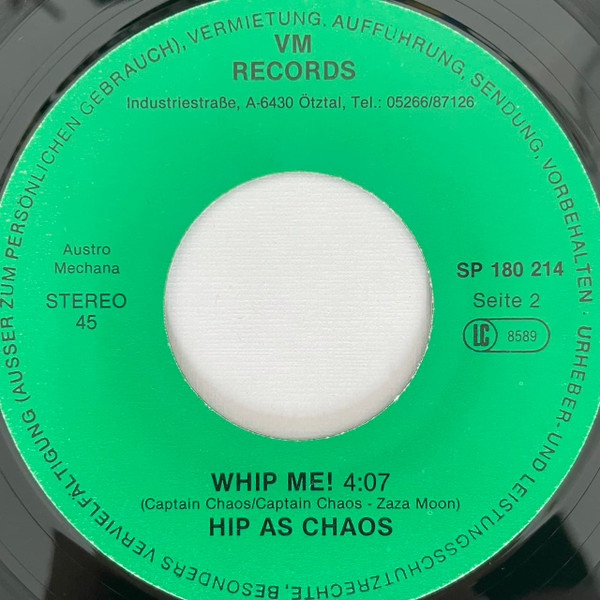 URHEBER- UND LEISTUNGSSCHUTZRECHTE, BESONDERS VERVIELFÄLTIGUNG (AUSSER ZUM PERSÖNLICHEN GEBRAUCH), VERMIETUNG. AUFFÜHRUNG, SENDUNG, VORBEHALTEN ·
VM
RECORDS
Industriestraße, A-6430 Ötztal, Tel.: 05266/87126
Austro
Mechana
STEREO
45
SP 180 214
Seite 2
LC 8589
WHIP ME! 4:07
(Captain Chaos/Captain Chaos - Zaza Moon)
HIP AS CHAOS